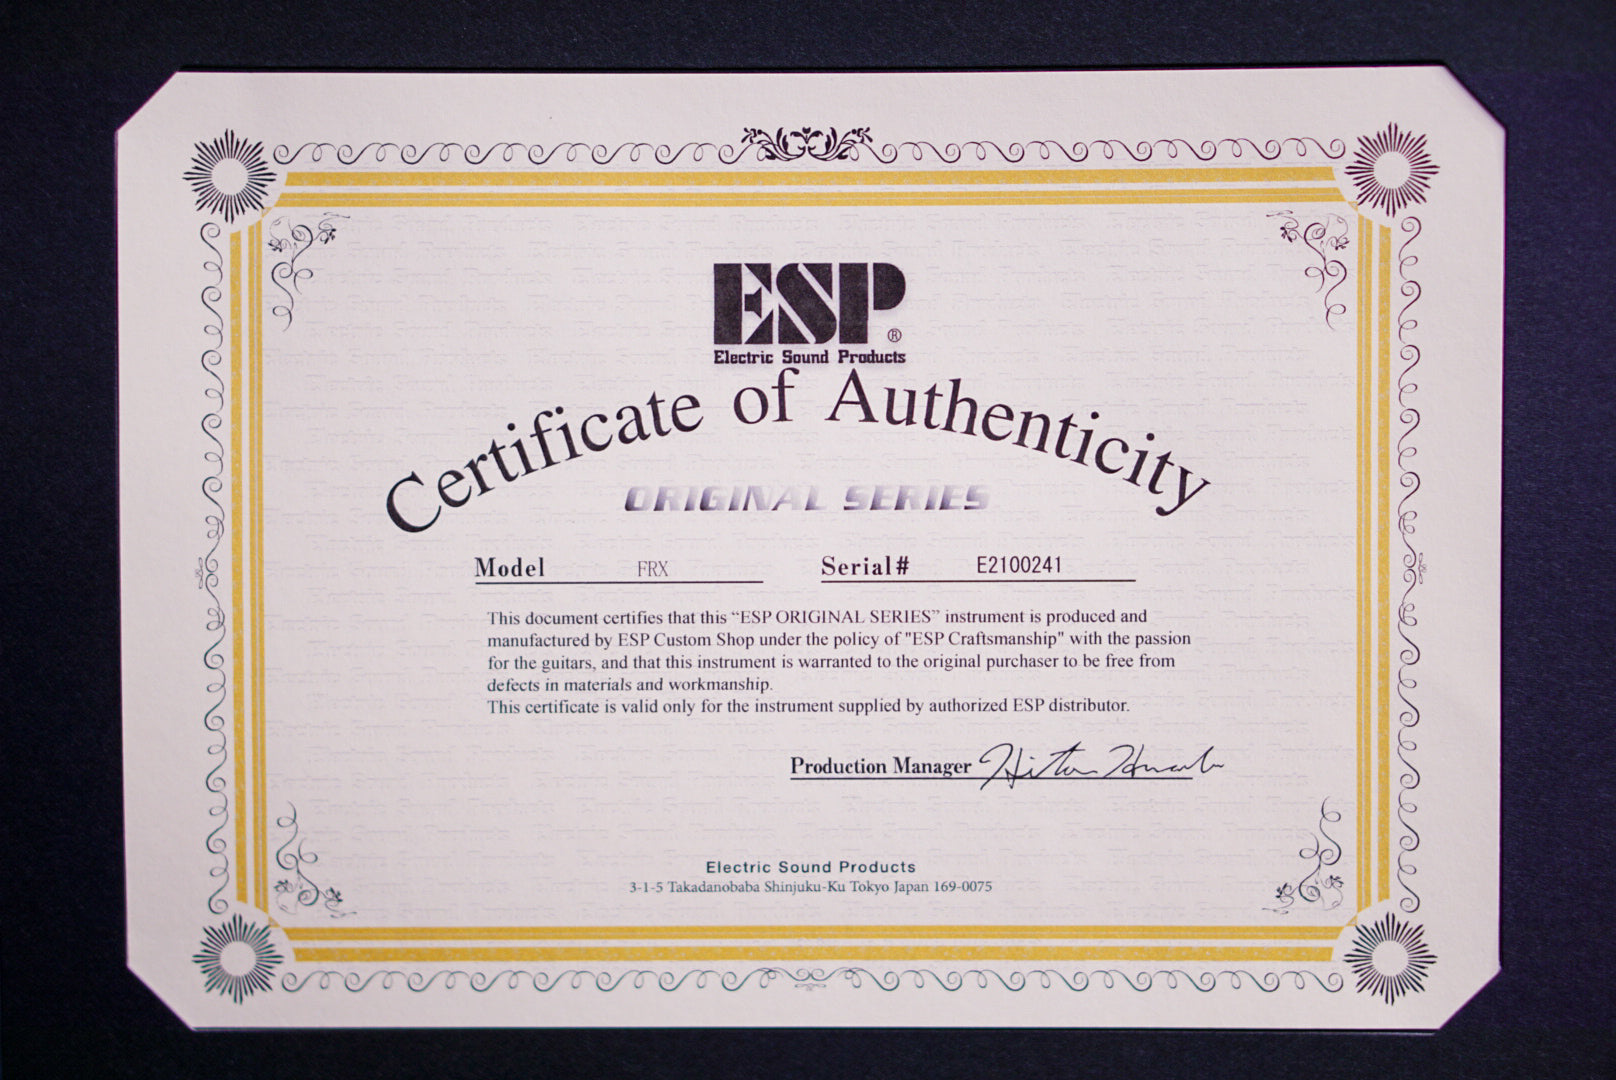 ESP®
Electric Sound Products
Certificate of Authenticity
ORIGINAL SERIES
Model FRX Serial# E2100241
This document certifies that this “ESP ORIGINAL SERIES” instrument is produced and
manufactured by ESP Custom Shop under the policy of "ESP Craftsmanship" with the passion
for the guitars, and that this instrument is warranted to the original purchaser to be free from
defects in materials and workmanship.
This certificate is valid only for the instrument supplied by authorized ESP distributor.
Production Manager
Electric Sound Products
3-1-5 Takadanobaba Shinjuku-Ku Tokyo Japan 169-0075